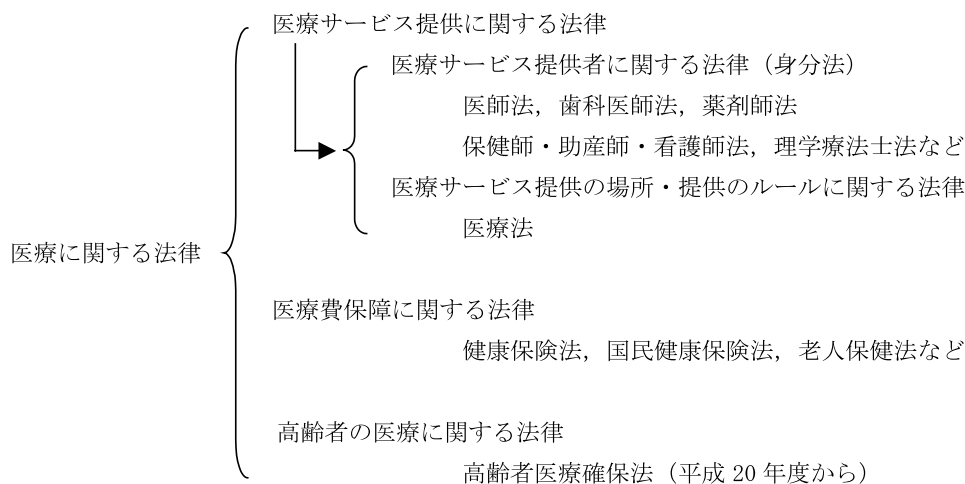 医療サービス提供に関する法律
医療サービス提供者に関する法律（身分法）
医師法，歯科医師法，薬剤師法
保健師・助産師・看護師法，理学療法士法など
医療サービス提供の場所・提供のルールに関する法律
医療法
医療に関する法律
医療費保障に関する法律
健康保険法，国民健康保険法，老人保健法など
高齢者の医療に関する法律
高齢者医療確保法（平成 20 年度から）